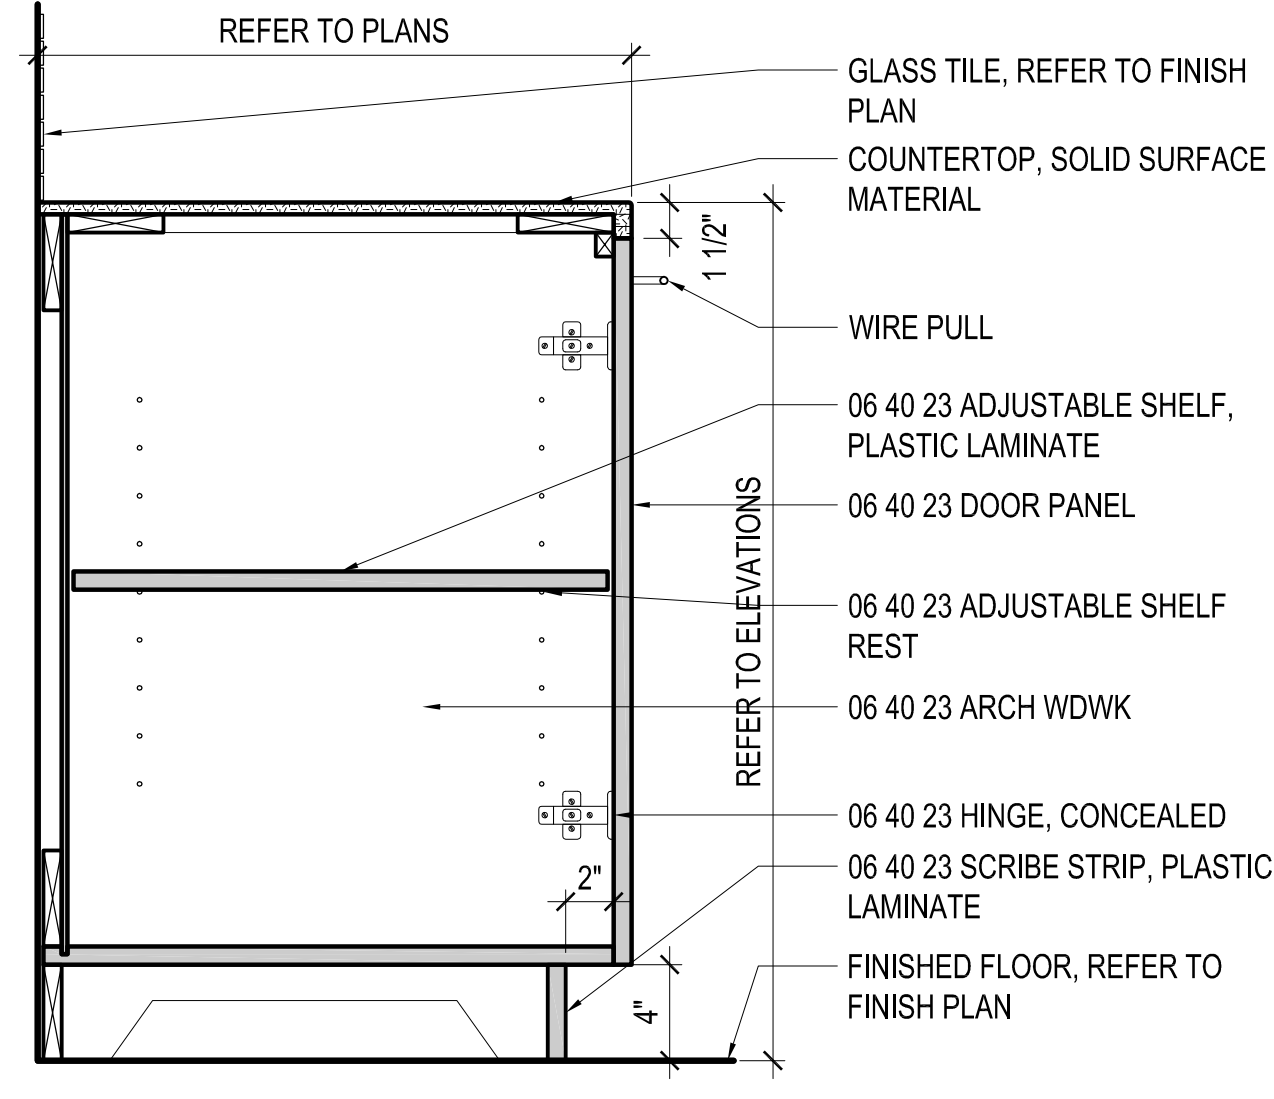 REFER TO PLANS
GLASS TILE, REFER TO FINISH
PLAN
COUNTERTOP, SOLID SURFACE
MATERIAL
1 1/2"
WIRE PULL
06 40 23 ADJUSTABLE SHELF,
PLASTIC LAMINATE
06 40 23 DOOR PANEL
REFER TO ELEVATIONS
06 40 23 ADJUSTABLE SHELF
REST
06 40 23 ARCH WDWK
06 40 23 HINGE, CONCEALED
2"
06 40 23 SCRIBE STRIP, PLASTIC
LAMINATE
4"
FINISHED FLOOR, REFER TO
FINISH PLAN